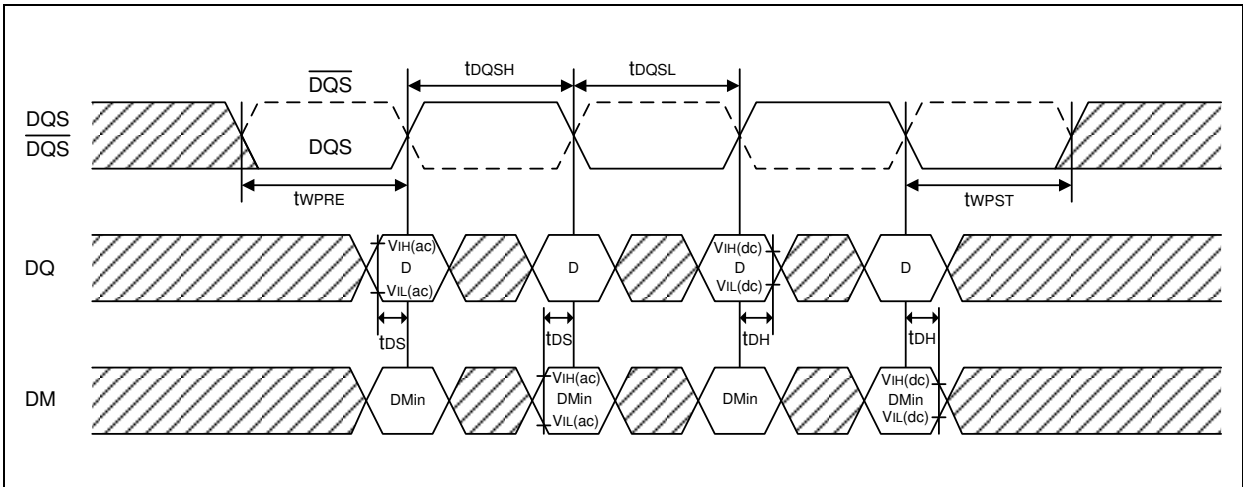 tDQSH tDQSL
DQS
DQS
DQS
DQS
tWPRE tWPST
VIH(ac) VIH(dc)
DQ D D D D
VIL(ac) VIL(dc)
tDS tDS tDH tDH
VIH(ac) VIH(dc)
DM DMin DMin DMin DMin
VIL(ac) VIL(dc)